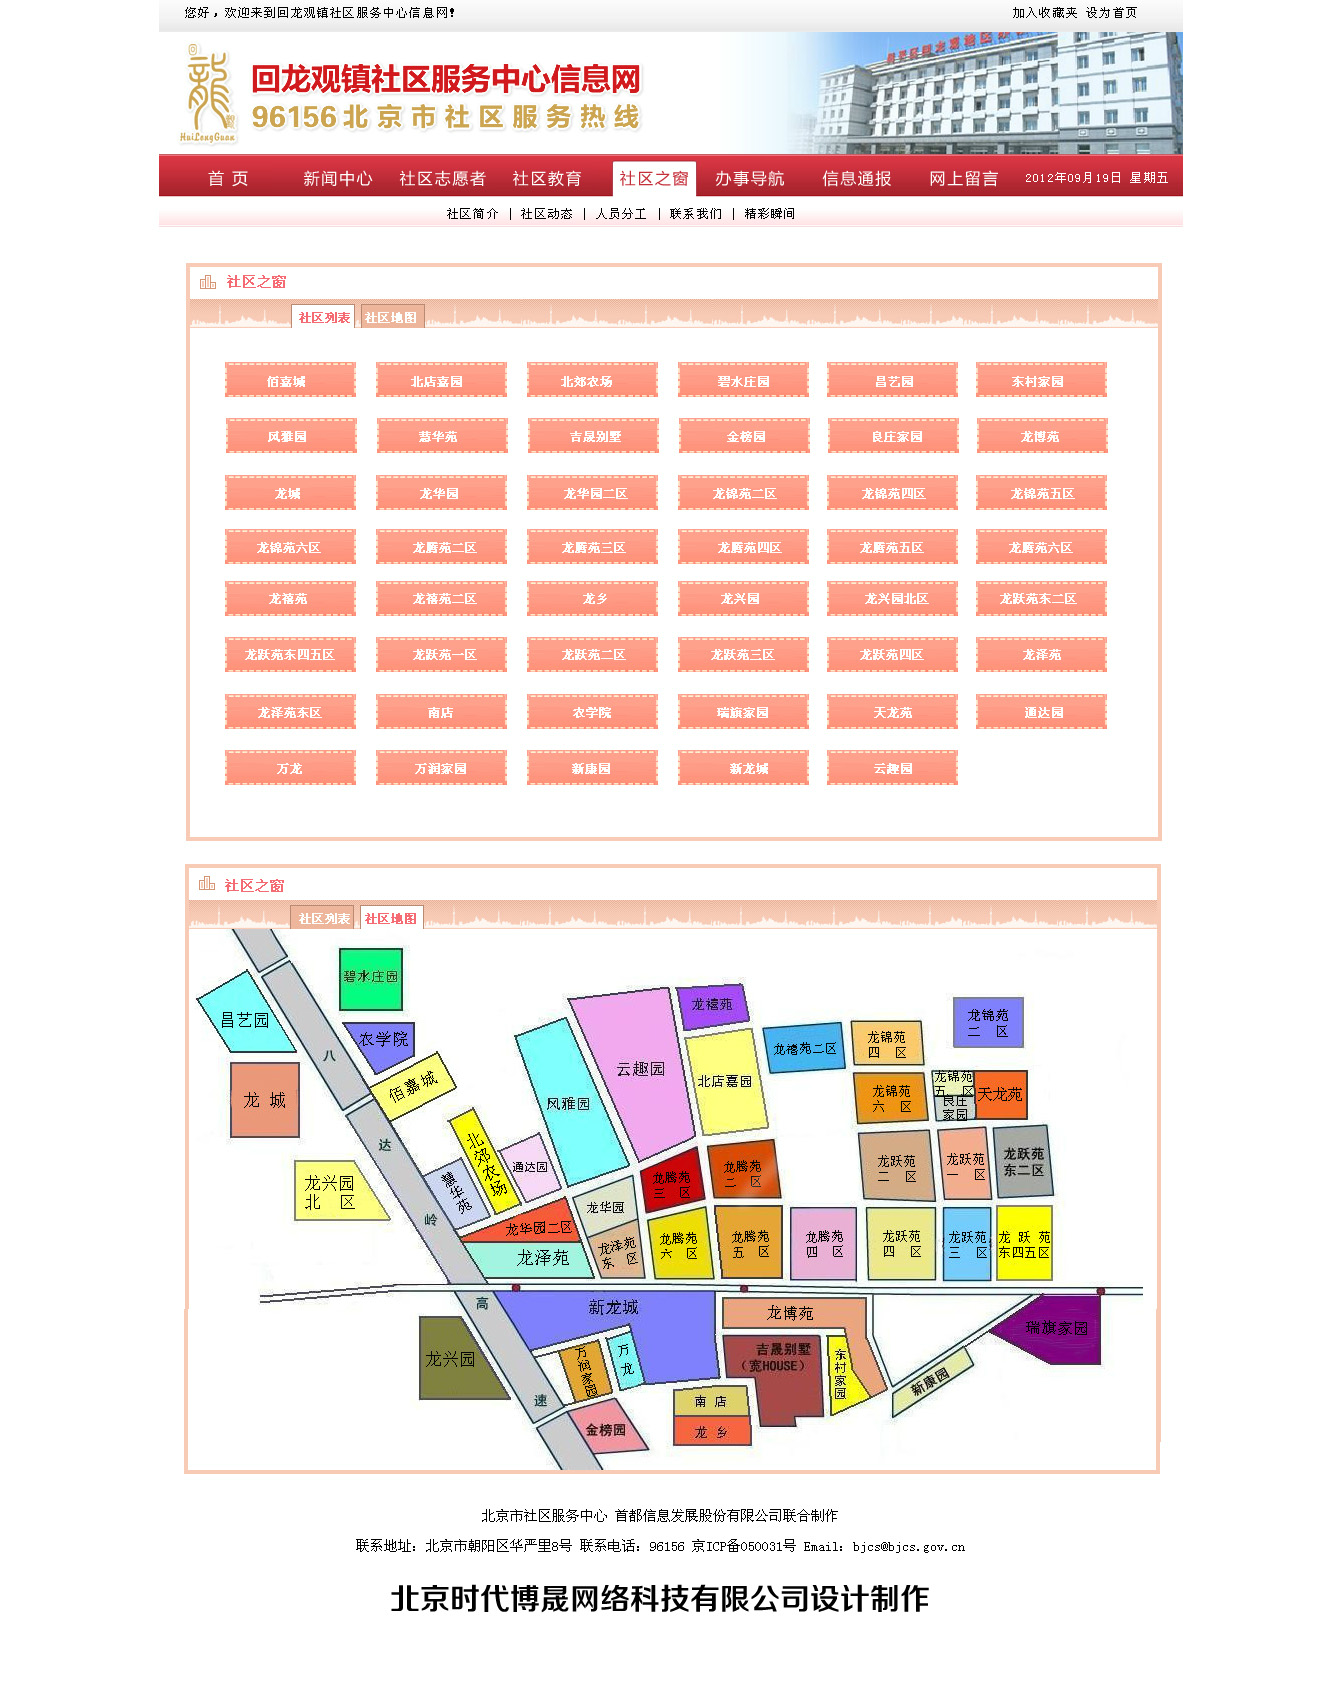 您好，欢迎来到回龙观镇社区服务中心信息网！ 加入收藏夹 设为首页
HuiLongGuan
回龙观镇社区服务中心信息网
96156北京市社区服务热线
首 页 新闻中心 社区志愿者 社区教育 社区之窗 办事导航 信息通报 网上留言 2012年09月19日 星期五
社区简介 | 社区动态 | 人员分工 | 联系我们 | 精彩瞬间
社区之窗
社区列表 社区地图
佰嘉城 北店嘉园 北郊农场 碧水庄园 昌艺园 东村家园
风雅园 慧华苑 吉晟别墅 金榜园 良庄家园 龙博苑
龙城 龙华园 龙华园二区 龙锦苑二区 龙锦苑四区 龙锦苑五区
龙锦苑六区 龙腾苑二区 龙腾苑三区 龙腾苑四区 龙腾苑五区 龙腾苑六区
龙禧苑 龙禧苑二区 龙乡 龙兴园 龙兴园北区 龙跃苑东二区
龙跃苑东四五区 龙跃苑一区 龙跃苑二区 龙跃苑三区 龙跃苑四区 龙泽苑
龙泽苑东区 南店 农学院 瑞旗家园 天龙苑 通达园
万龙 万润家园 新康园 新龙城 云趣园
社区之窗
社区列表 社区地图
碧水庄园
昌艺园
农学院
八
达
岭
高
速
龙 城
佰嘉城
龙兴园
北 区
慧华苑
北郊农场
通达园
风雅园
云趣园
龙禧苑
北店嘉园
龙禧苑二区
龙锦苑
四 区
龙锦苑
二 区
龙锦苑
六 区
龙锦苑
五 区
良庄
家园
天龙苑
龙腾苑
三 区
龙腾苑
二 区
龙跃苑
二 区
龙跃苑
一 区
龙跃苑
东二区
龙华园
龙华园二区
龙泽苑
龙泽苑
东 区
龙腾苑
六 区
龙腾苑
五 区
龙腾苑
四 区
龙跃苑
四 区
龙跃苑
三 区
龙 跃 苑
东四五区
新龙城
龙博苑
瑞旗家园
龙兴园
万润家园
万龙
吉晟别墅
（宽HOUSE）
东村家园
新康园
南 店
龙 乡
金榜园
北京市社区服务中心 首都信息发展股份有限公司联合制作
联系地址：北京市朝阳区华严里8号 联系电话：96156 京ICP备050031号 Email：bjcs@bjcs.gov.cn
北京时代博晟网络科技有限公司设计制作